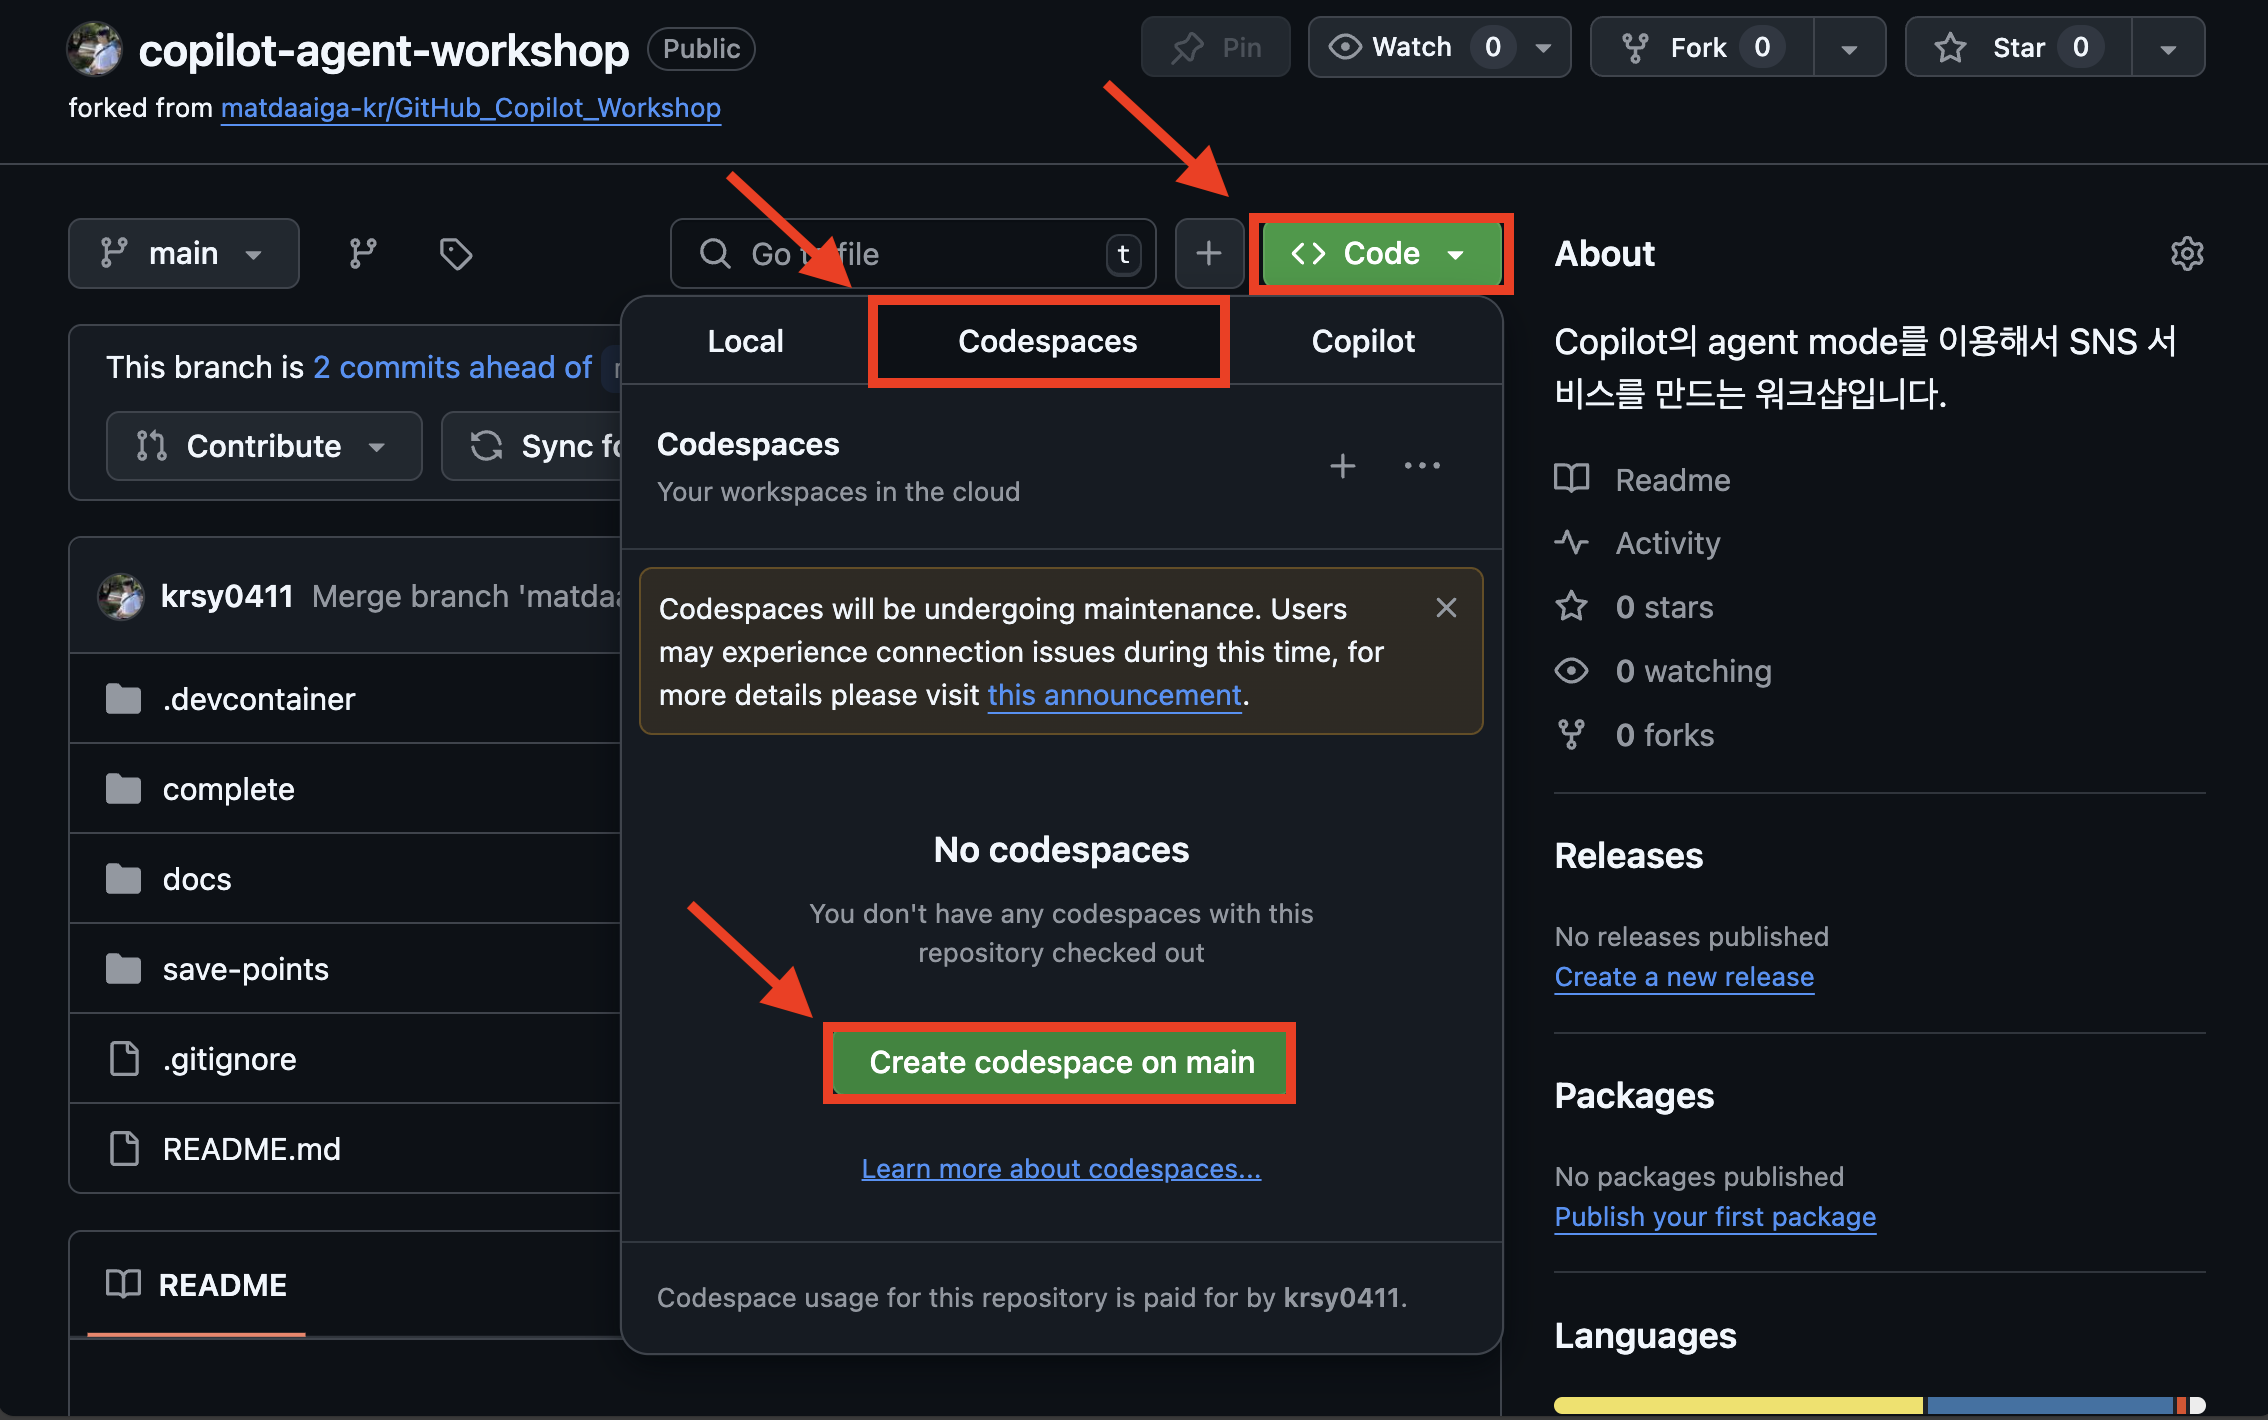 copilot-agent-workshop Public
Pin
Watch 0
Fork 0
Star 0
forked from matdaaiga-kr/GitHub_Copilot_Workshop
main
Go to file
t
Code
This branch is 2 commits ahead of
Contribute
Sync
krsy0411 Merge branch
.devcontainer
complete
docs
save-points
.gitignore
README.md
README
Local
Codespaces
Copilot
Codespaces
Your workspaces in the cloud
Codespaces will be undergoing maintenance. Users
may experience connection issues during this time, for
more details please visit this announcement.
No codespaces
You don't have any codespaces with this
repository checked out
Create codespace on main
Learn more about codespaces...
Codespace usage for this repository is paid for by krsy0411.
About
Copilot의 agent mode를 이용해서 SNS 서
비스를 만드는 워크샵입니다.
Readme
Activity
0 stars
0 watching
0 forks
Releases
No releases published
Create a new release
Packages
No packages published
Publish your first package
Languages